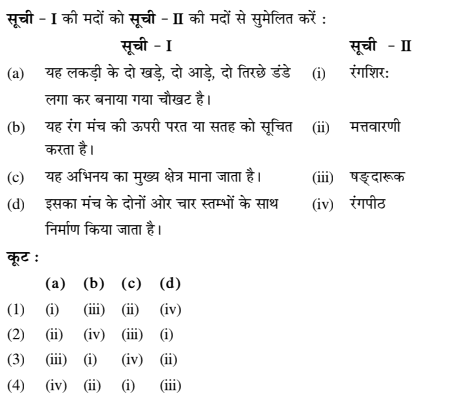 सूची - I की मदों को सूची - II की मदों से सुमेलित करें :
सूची - I सूची - II
(a) यह लकड़ी के दो खड़े, दो आड़े, दो तिरछे डंडे (i) रंगशिर:
लगा कर बनाया गया चौखट है।
(b) यह रंग मंच की ऊपरी परत या सतह को सूचित (ii) मत्तवारणी
करता है।
(c) यह अभिनय का मुख्य क्षेत्र माना जाता है। (iii) षड्दारूक
(d) इसका मंच के दोनों ओर चार स्तम्भों के साथ (iv) रंगपीठ
निर्माण किया जाता है।
कूट :
(a) (b) (c) (d)
(1) (i) (iii) (ii) (iv)
(2) (ii) (iv) (iii) (i)
(3) (iii) (i) (iv) (ii)
(4) (iv) (ii) (i) (iii)